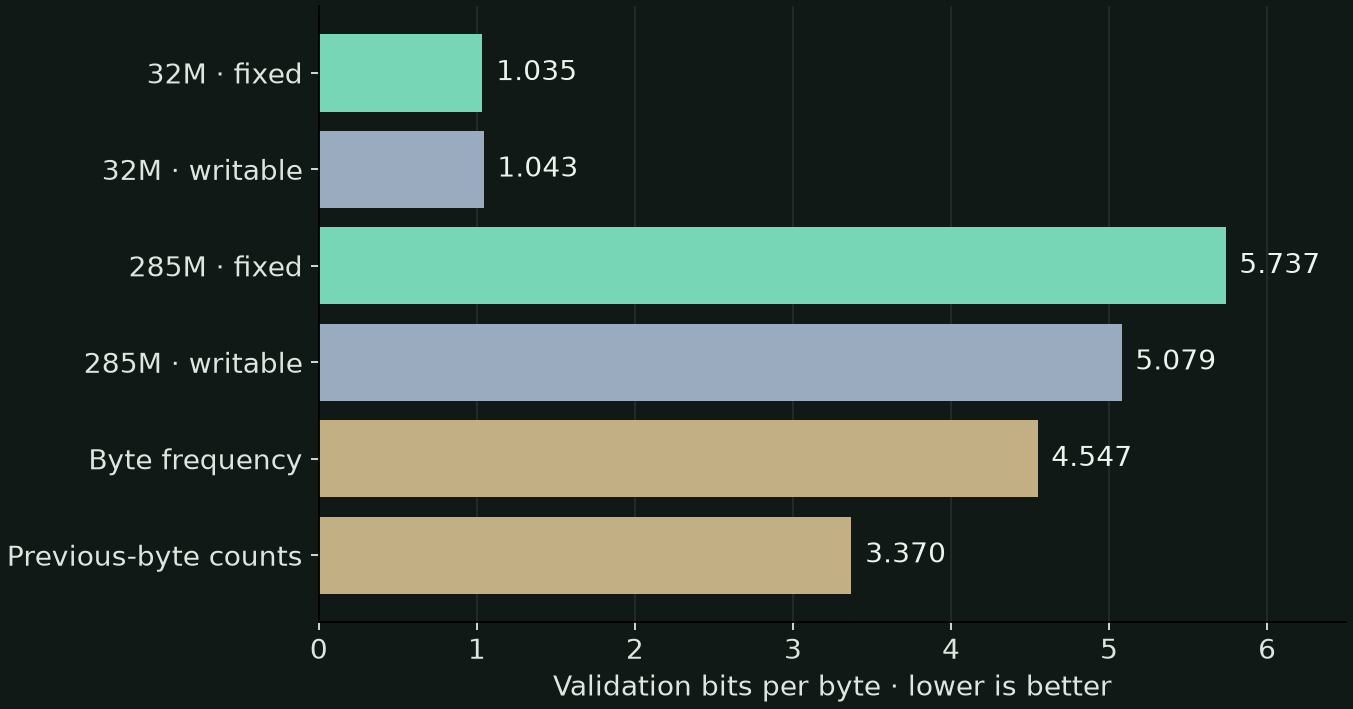 32M · fixed 1.035
32M · writable 1.043
285M · fixed 5.737
285M · writable 5.079
Byte frequency 4.547
Previous-byte counts 3.370
0 1 2 3 4 5 6
Validation bits per byte · lower is better